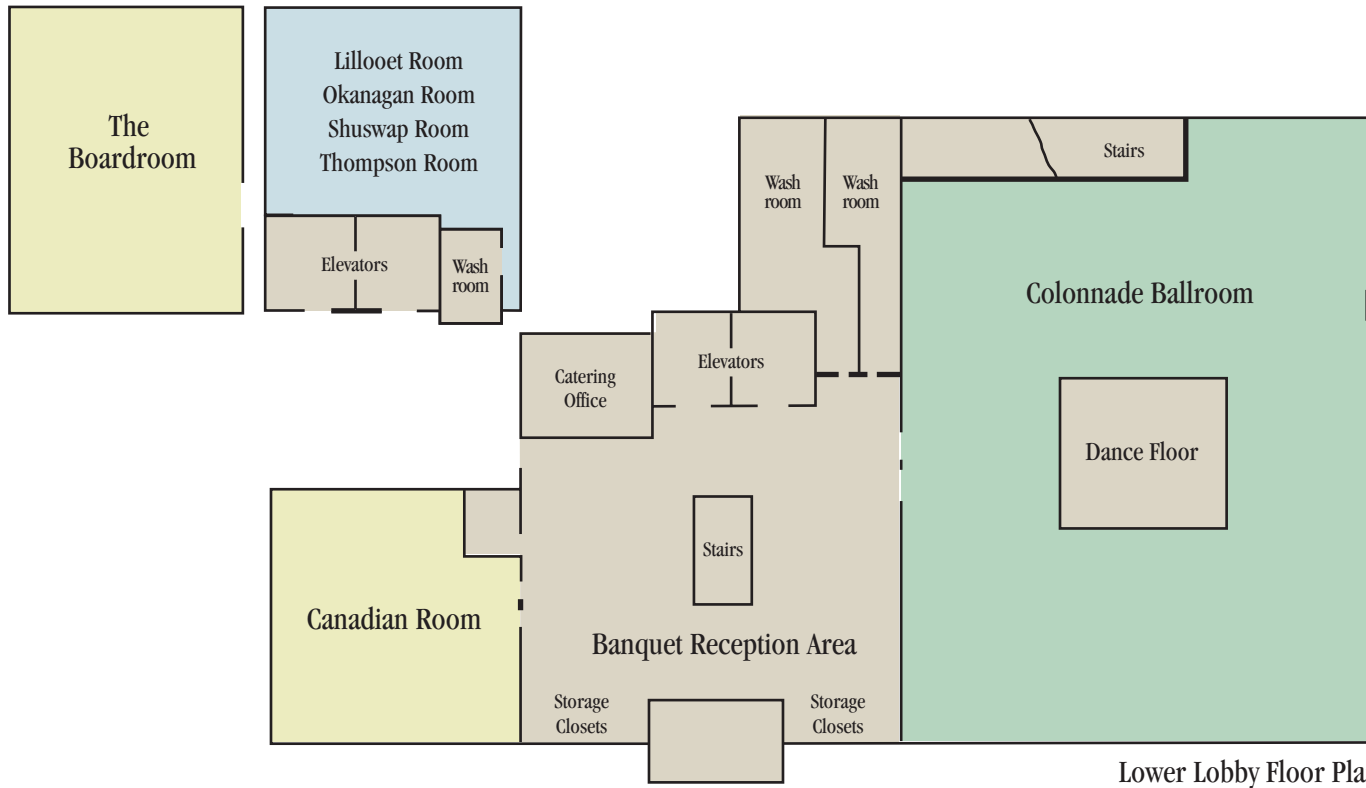 The
Boardroom
Lillooet Room
Okanagan Room
Shuswap Room
Thompson Room
Elevators
Wash
room
Wash
room
Wash
room
Stairs
Colonnade Ballroom
Catering
Office
Elevators
Dance Floor
Stairs
Canadian Room
Banquet Reception Area
Storage
Closets
Storage
Closets
Lower Lobby Floor Pla